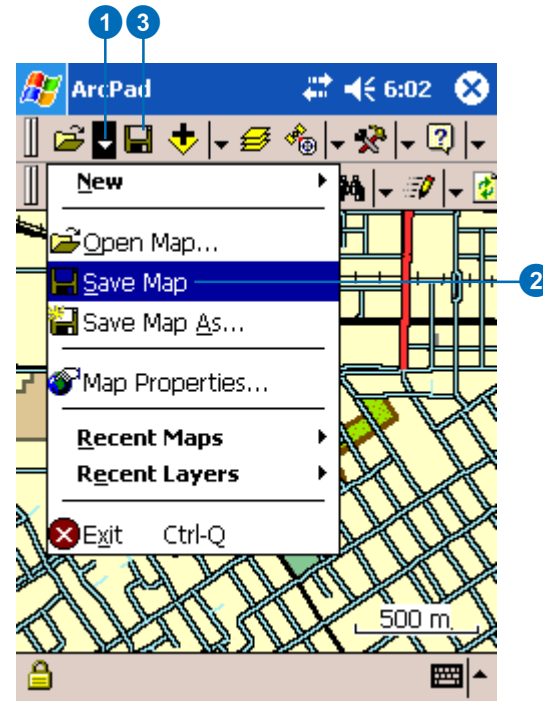 1 3
ArcPad 6:02
New
Open Map...
Save Map
2
Save Map As...
Map Properties...
Recent Maps
Recent Layers
Exit Ctrl-Q
500 m